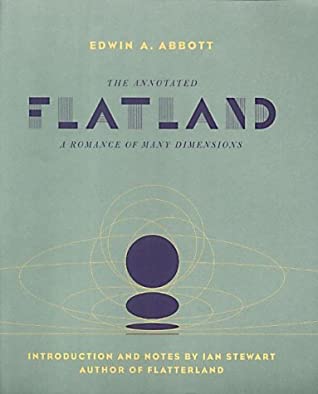 EDWIN A. ABBOTT
THE ANNOTATED
FLATLAND
A ROMANCE OF MANY DIMENSIONS
INTRODUCTION AND NOTES BY IAN STEWART
AUTHOR OF FLATTERLAND